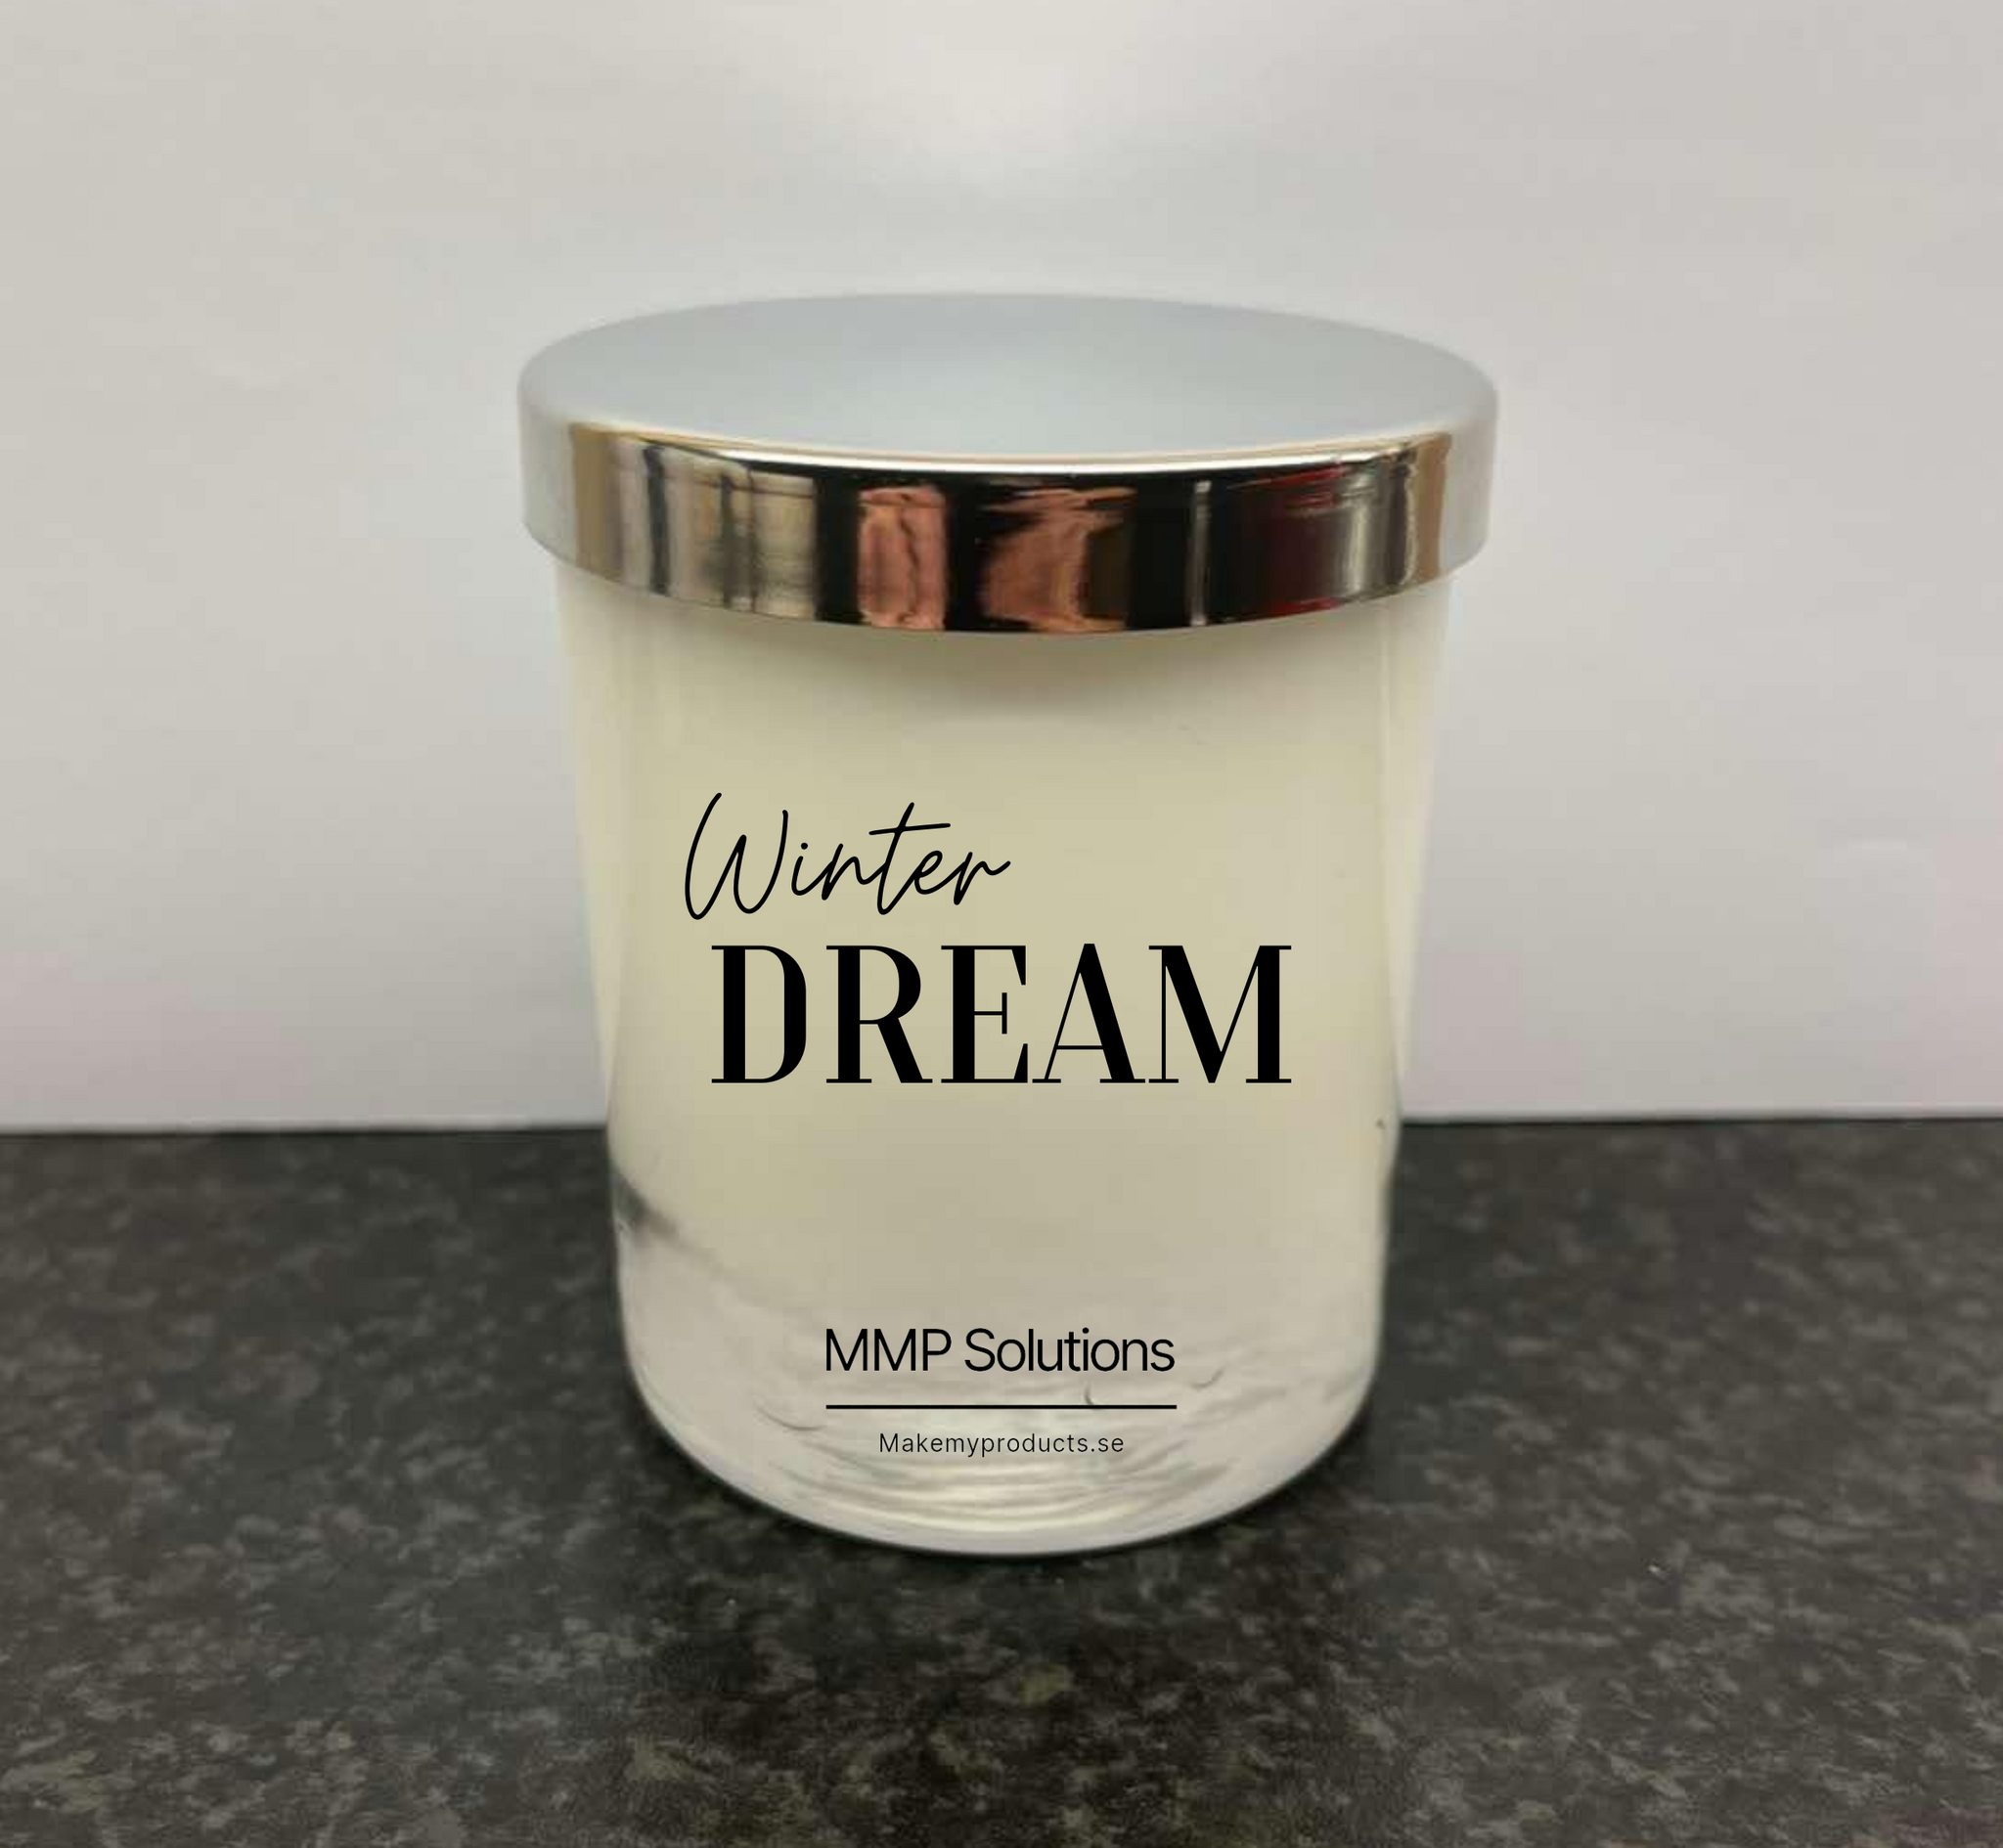 Winter
DREAM
MMP Solutions
Makemyproducts.se